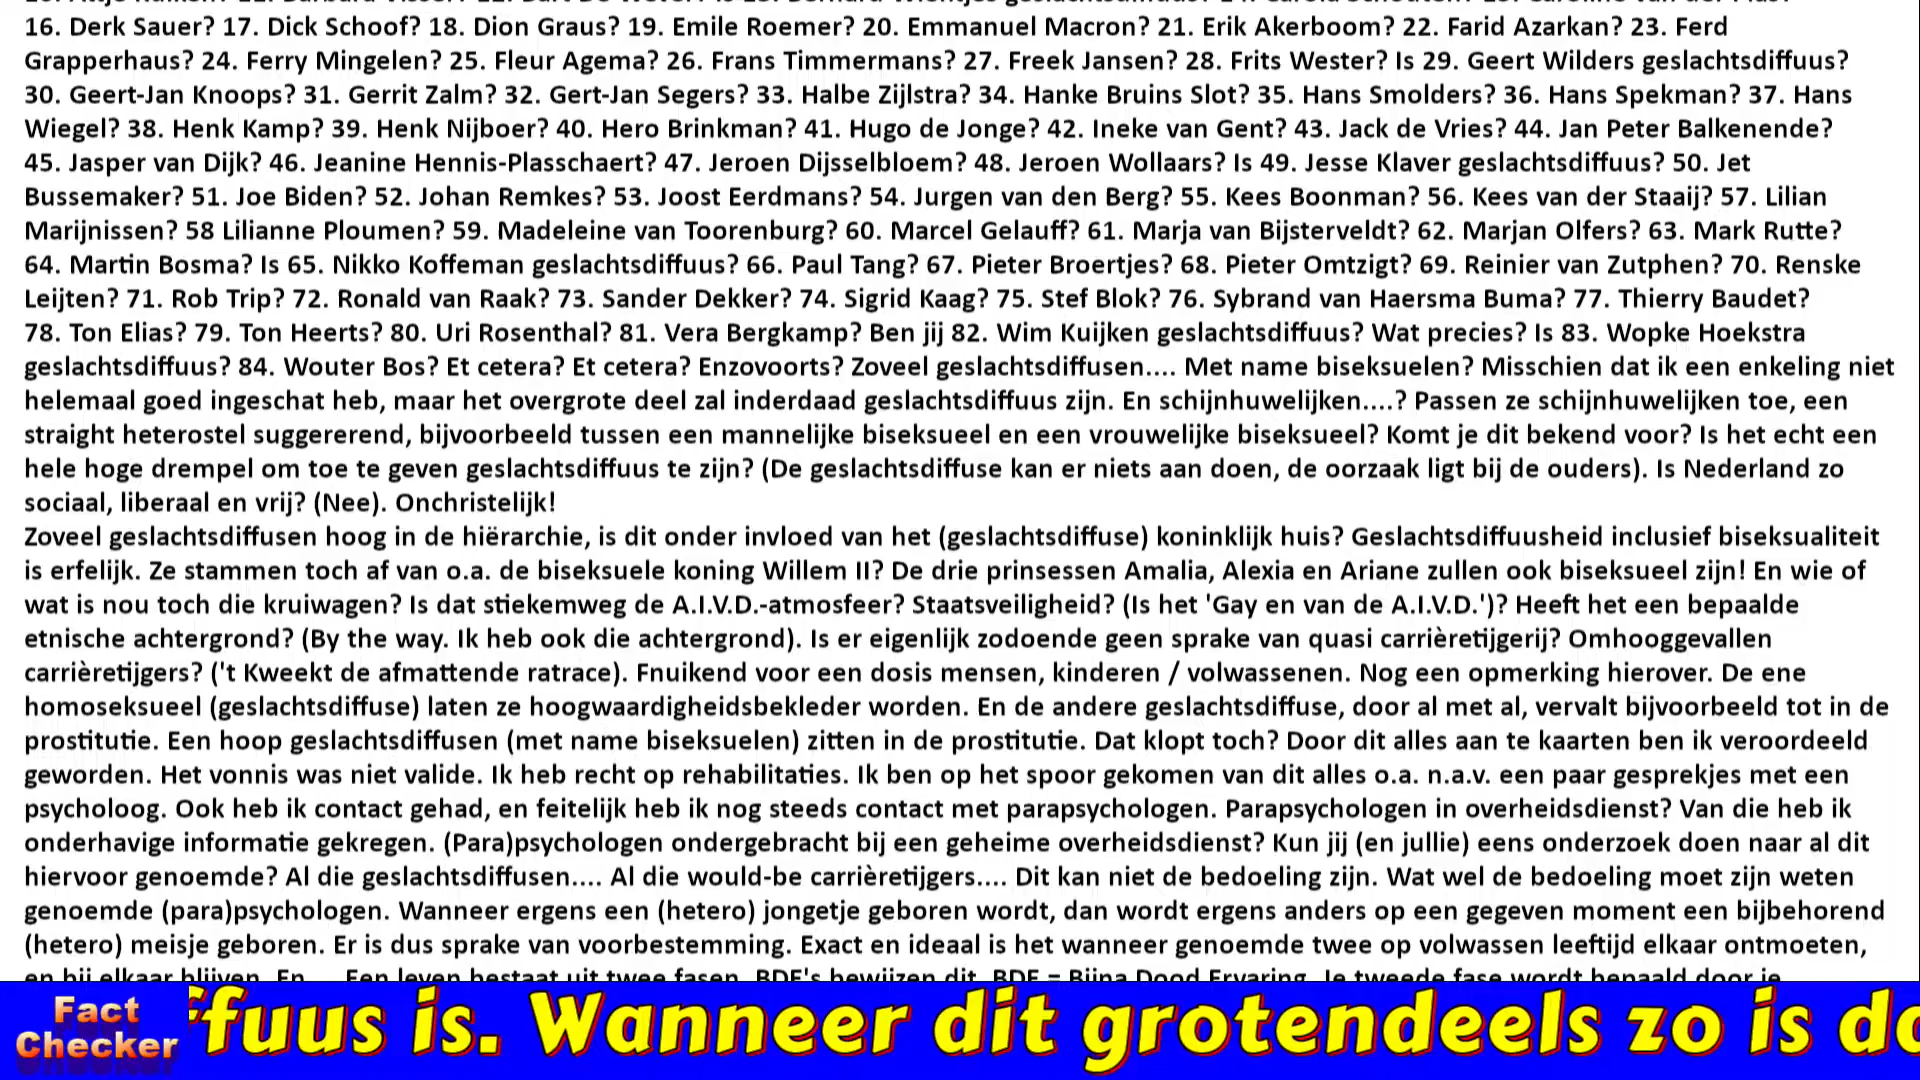 16. Derk Sauer? 17. Dick Schoof? 18. Dion Graus? 19. Emile Roemer? 20. Emmanuel Macron? 21. Erik Akerboom? 22. Farid Azarkan? 23. Ferd
Grapperhaus? 24. Ferry Mingelen? 25. Fleur Agema? 26. Frans Timmermans? 27. Freek Jansen? 28. Frits Wester? Is 29. Geert Wilders geslachtsdiffuus?
30. Geert-Jan Knoops? 31. Gerrit Zalm? 32. Gert-Jan Segers? 33. Halbe Zijlstra? 34. Hanke Bruins Slot? 35. Hans Smolders? 36. Hans Spekman? 37. Hans
Wiegel? 38. Henk Kamp? 39. Henk Nijboer? 40. Hero Brinkman? 41. Hugo de Jonge? 42. Ineke van Gent? 43. Jack de Vries? 44. Jan Peter Balkenende?
45. Jasper van Dijk? 46. Jeanine Hennis-Plasschaert? 47. Jeroen Dijsselbloem? 48. Jeroen Wollaars? Is 49. Jesse Klaver geslachtsdiffuus? 50. Jet
Bussemaker? 51. Joe Biden? 52. Johan Remkes? 53. Joost Eerdmans? 54. Jurgen van den Berg? 55. Kees Boonman? 56. Kees van der Staaij? 57. Lilian
Marijnissen? 58 Lilianne Ploumen? 59. Madeleine van Toorenburg? 60. Marcel Gelauff? 61. Marja van Bijsterveldt? 62. Marjan Olfers? 63. Mark Rutte?
64. Martin Bosma? Is 65. Nikko Koffeman geslachtsdiffuus? 66. Paul Tang? 67. Pieter Broertjes? 68. Pieter Omtzigt? 69. Reinier van Zutphen? 70. Renske
Leijten? 71. Rob Trip? 72. Ronald van Raak? 73. Sander Dekker? 74. Sigrid Kaag? 75. Stef Blok? 76. Sybrand van Haersma Buma? 77. Thierry Baudet?
78. Ton Elias? 79. Ton Heerts? 80. Uri Rosenthal? 81. Vera Bergkamp? Ben jij 82. Wim Kuijken geslachtsdiffuus? Wat precies? Is 83. Wopke Hoekstra
geslachtsdiffuus? 84. Wouter Bos? Et cetera? Et cetera? Enzovoorts? Zoveel geslachtsdiffusen.... Met name biseksuelen? Misschien dat ik een enkeling niet
helemaal goed ingeschat heb, maar het overgrote deel zal inderdaad geslachtsdiffuus zijn. En schijnhuwelijken....? Passen ze schijnhuwelijken toe, een
straight heterostel suggererend, bijvoorbeeld tussen een mannelijke biseksueel en een vrouwelijke biseksueel? Komt je dit bekend voor? Is het echt een
hele hoge drempel om toe te geven geslachtsdiffuus te zijn? (De geslachtsdiffuse kan er niets aan doen, de oorzaak ligt bij de ouders). Is Nederland zo
sociaal, liberaal en vrij? (Nee). Onchristelijk!
Zoveel geslachtsdiffusen hoog in de hiërarchie, is dit onder invloed van het (geslachtsdiffuse) koninklijk huis? Geslachtsdiffuusheid inclusief biseksualiteit
is erfelijk. Ze stammen toch af van o.a. de biseksuele koning Willem II? De drie prinsessen Amalia, Alexia en Ariane zullen ook biseksueel zijn! En wie of
wat is nou toch die kruiwagen? Is dat stiekemweg de A.I.V.D.-atmosfeer? Staatsveiligheid? (Is het 'Gay en van de A.I.V.D.')? Heeft het een bepaalde
etnische achtergrond? (By the way. Ik heb ook die achtergrond). Is er eigenlijk zodoende geen sprake van quasi carrièretijgerij? Omhooggevallen
carrièretijgers? ('t Kweekt de afmattende ratrace). Fnuikend voor een dosis mensen, kinderen / volwassenen. Nog een opmerking hierover. De ene
homoseksueel (geslachtsdiffuse) laten ze hoogwaardigheidsbekleder worden. En de andere geslachtsdiffuse, door al met al, vervalt bijvoorbeeld tot in de
prostitutie. Een hoop geslachtsdiffusen (met name biseksuelen) zitten in de prostitutie. Dat klopt toch? Door dit alles aan te kaarten ben ik veroordeeld
geworden. Het vonnis was niet valide. Ik heb recht op rehabilitaties. Ik ben op het spoor gekomen van dit alles o.a. n.a.v. een paar gesprekjes met een
psycholoog. Ook heb ik contact gehad, en feitelijk heb ik nog steeds contact met parapsychologen. Parapsychologen in overheidsdienst? Van die heb ik
onderhavige informatie gekregen. (Para)psychologen ondergebracht bij een geheime overheidsdienst? Kun jij (en jullie) eens onderzoek doen naar al dit
hiervoor genoemde? Al die geslachtsdiffusen.... Al die would-be carrièretijgers.... Dit kan niet de bedoeling zijn. Wat wel de bedoeling moet zijn weten
genoemde (para)psychologen. Wanneer ergens een (hetero) jongetje geboren wordt, dan wordt ergens anders op een gegeven moment een bijbehorend
(hetero) meisje geboren. Er is dus sprake van voorbestemming. Exact en ideaal is het wanneer genoemde twee op volwassen leeftijd elkaar ontmoeten,
en bij elkaar blijven. En.... Een leven bestaat uit twee fasen. BDE's bewijzen dit. BDE = Bijna Dood Ervaring. Je tweede fase wordt bepaald door je
Fact
Checker
ffuus is. Wanneer dit grotendeels zo is